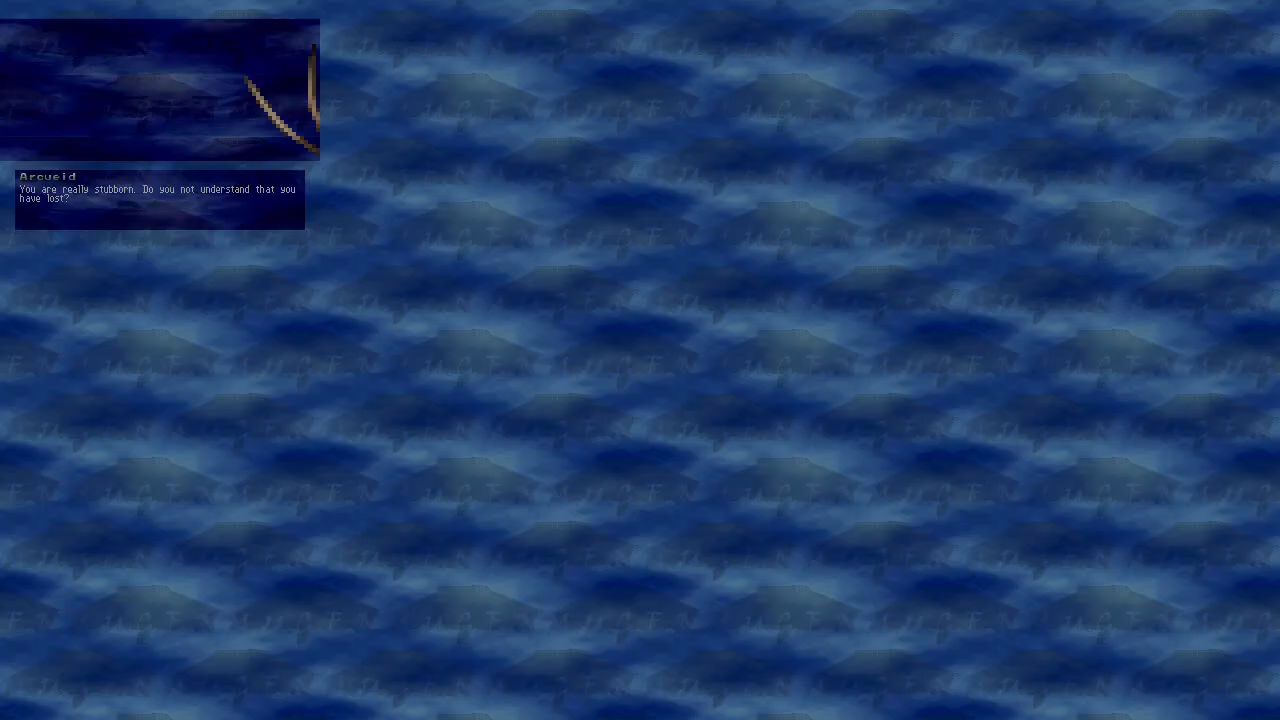 Arcueid
You are really stubborn. Do you not understand that you
have lost?